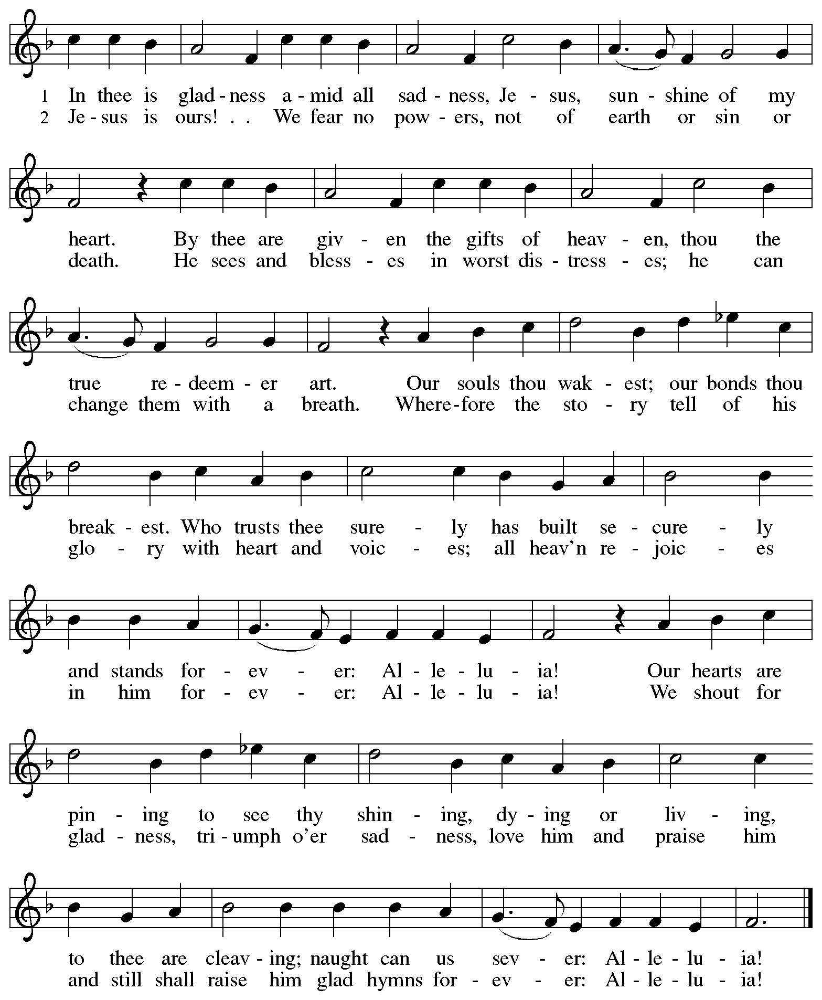 1 In thee is glad - ness a - mid all sad - ness, Je - sus, sun - shine of my
2 Je - sus is ours! . . We fear no pow - ers, not of earth or sin or
heart. By thee are giv - en the gifts of heav - en, thou the
death. He sees and bless - es in worst dis - tress - es; he can
true re - deem - er art. Our souls thou wak - est; our bonds thou
change them with a breath. Where - fore the sto - ry tell of his
break - est. Who trusts thee sure - ly has built se - cure - ly
glo - ry with heart and voic - es; all heav'n re - joic - es
and stands for - ev - er: Al - le - lu - ia! Our hearts are
in him for - ev - er: Al - le - lu - ia! We shout for
pin - ing to see thy shin - ing, dy - ing or liv - ing,
glad - ness, tri - umph o'er sad - ness, love him and praise him
to thee are cleav - ing; naught can us sev - er: Al - le - lu - ia!
and still shall raise him glad hymns for - ev - er: Al - le - lu - ia!